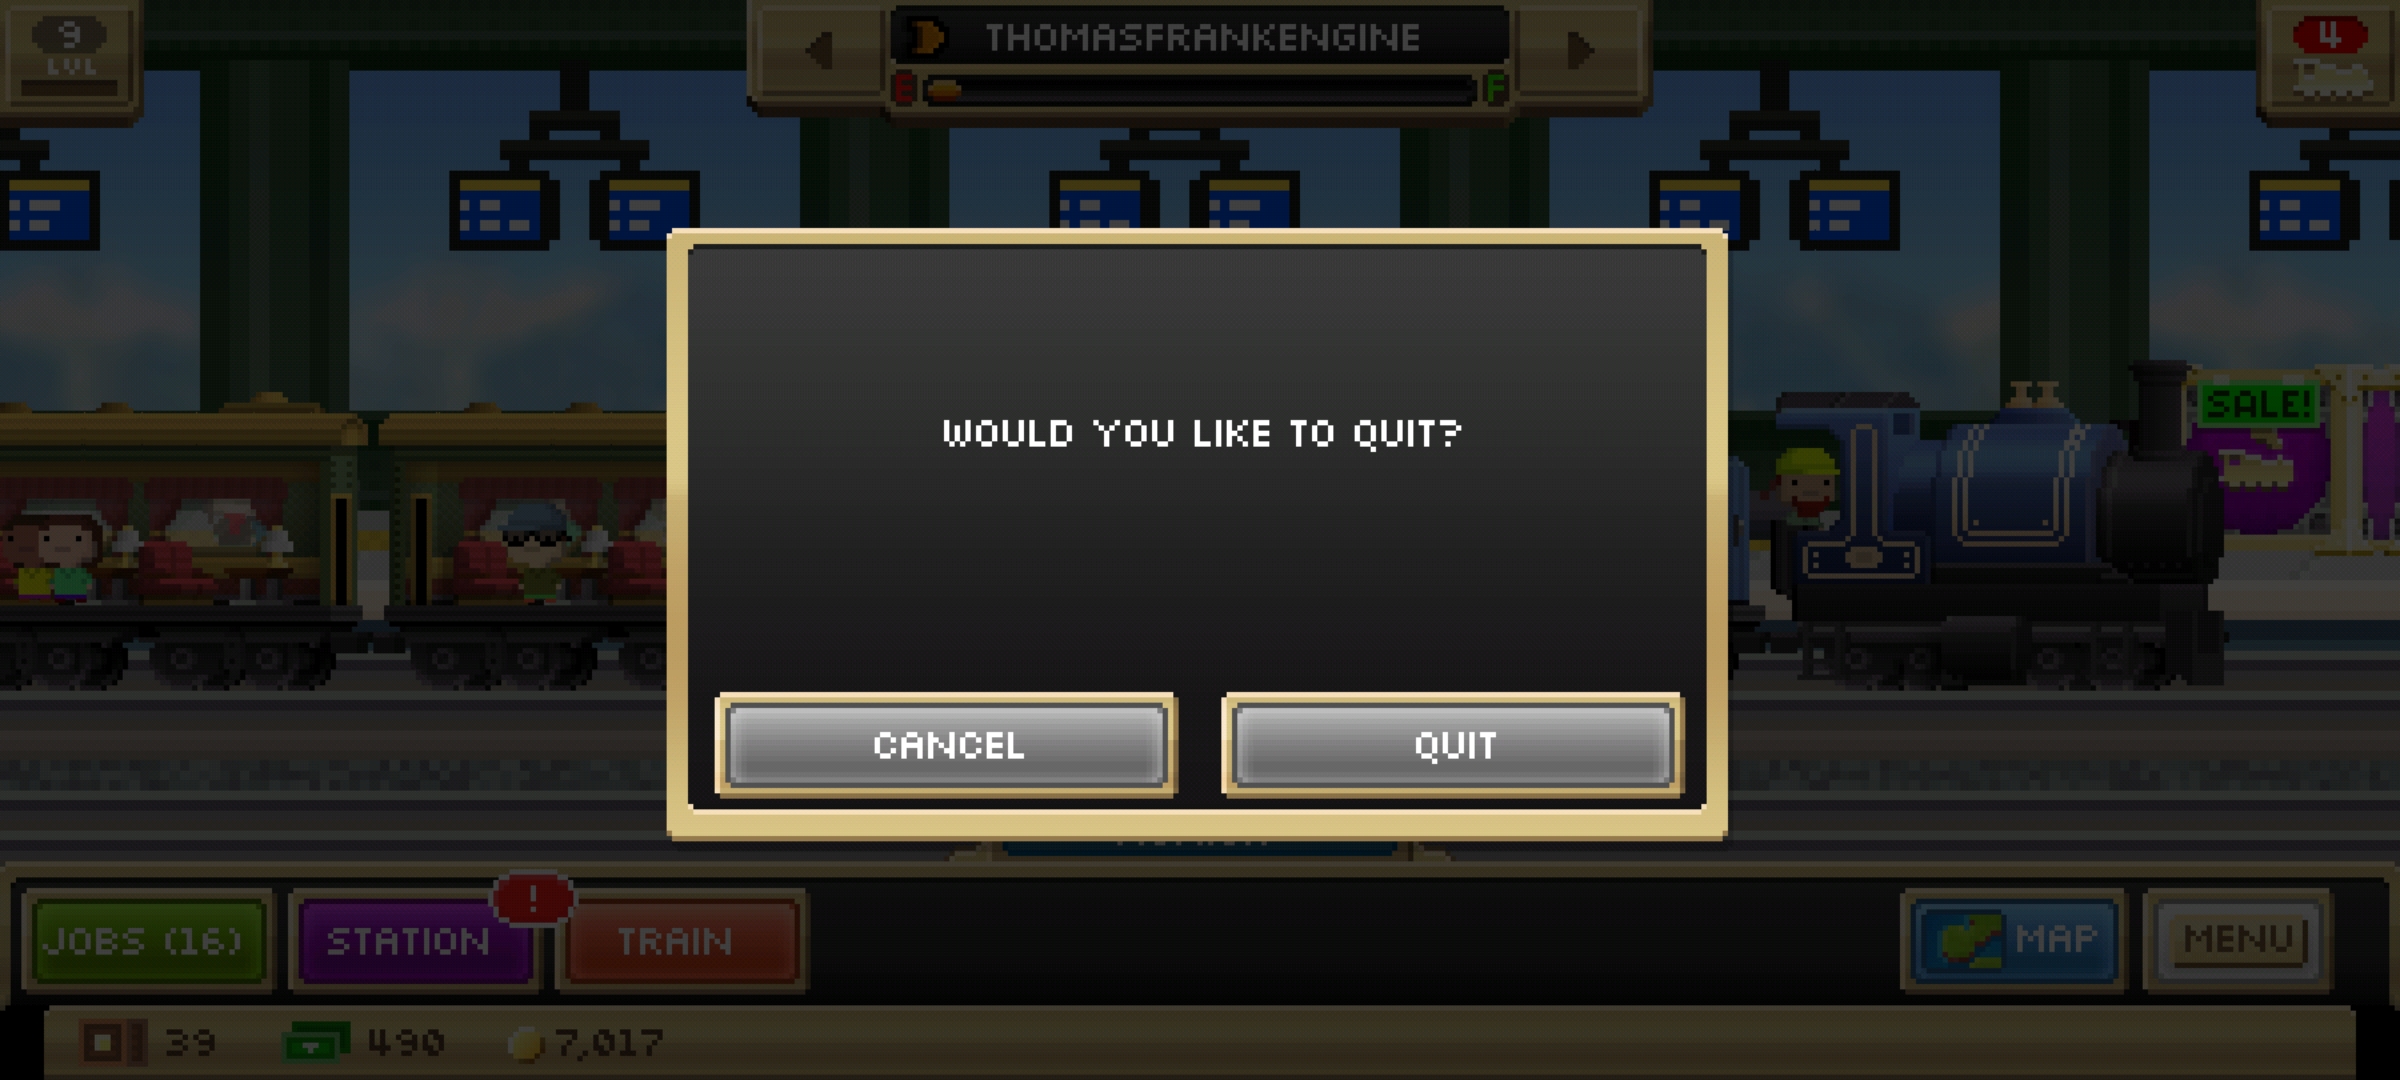 9
LVL
THOMASFRANKENGINE
E F
4
SALE!
WOULD YOU LIKE TO QUIT?
CANCEL
QUIT
!
JOBS (16)
STATION
TRAIN
MAP
MENU
39
490
7,017